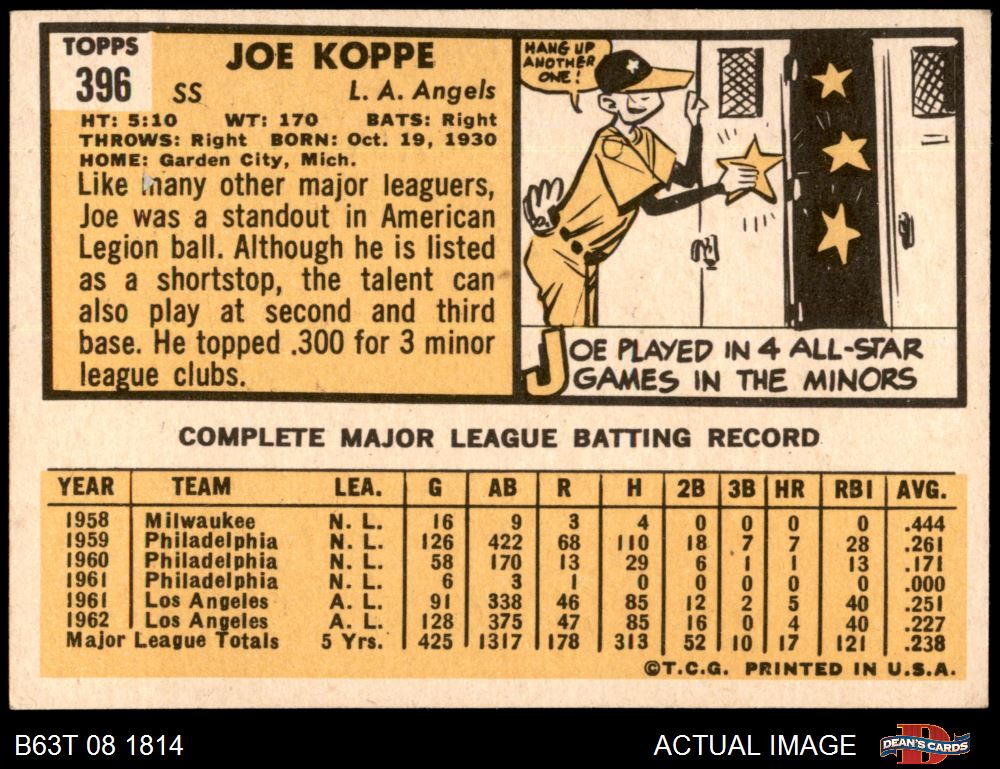 TOPPS
396
JOE KOPPE
SS
L. A. Angels
HT: 5:10 WT: 170 BATS: Right
THROWS: Right BORN: Oct. 19, 1930
HOME: Garden City, Mich.
Like many other major leaguers,
Joe was a standout in American
Legion ball. Although he is listed
as a shortstop, the talent can
also play at second and third
base. He topped .300 for 3 minor
league clubs.
HANG UP
ANOTHER
ONE!
JOE PLAYED IN 4 ALL-STAR
GAMES IN THE MINORS
COMPLETE MAJOR LEAGUE BATTING RECORD
YEAR TEAM LEA. G AB R H 2B 3B HR RBI AVG.
1958 Milwaukee N. L. 16 9 3 4 0 0 0 0 .444
1959 Philadelphia N. L. 126 422 68 110 18 7 7 28 .261
1960 Philadelphia N. L. 58 170 13 29 6 1 1 13 .171
1961 Philadelphia N. L. 6 3 1 0 0 0 0 0 .000
1961 Los Angeles A. L. 91 338 46 85 12 2 5 40 .251
1962 Los Angeles A. L. 128 375 47 85 16 0 4 40 .227
Major League Totals 5 Yrs. 425 1317 178 313 52 10 17 121 .238
©T.C.G. PRINTED IN U.S.A.
B63T 08 1814
ACTUAL IMAGE
D
DEAN'S CARDS